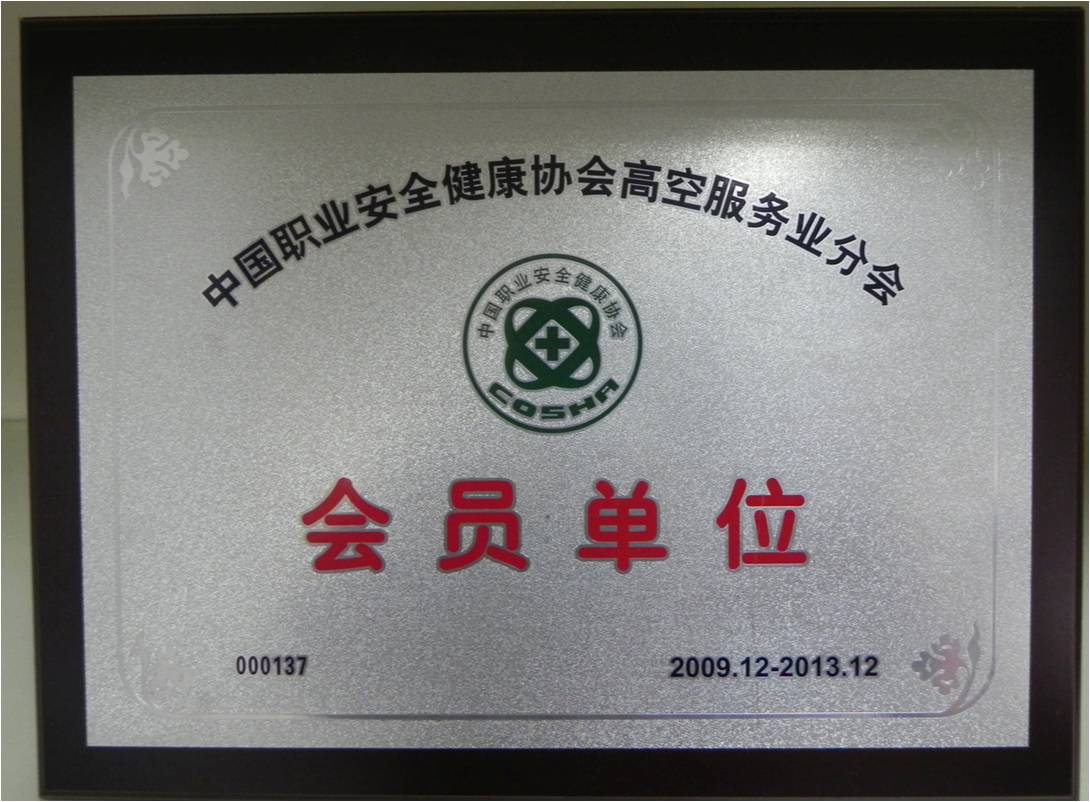 中国职业安全健康协会高空服务业分会
中国职业安全健康协会
COSHA
会员单位
000137
2009.12-2013.12